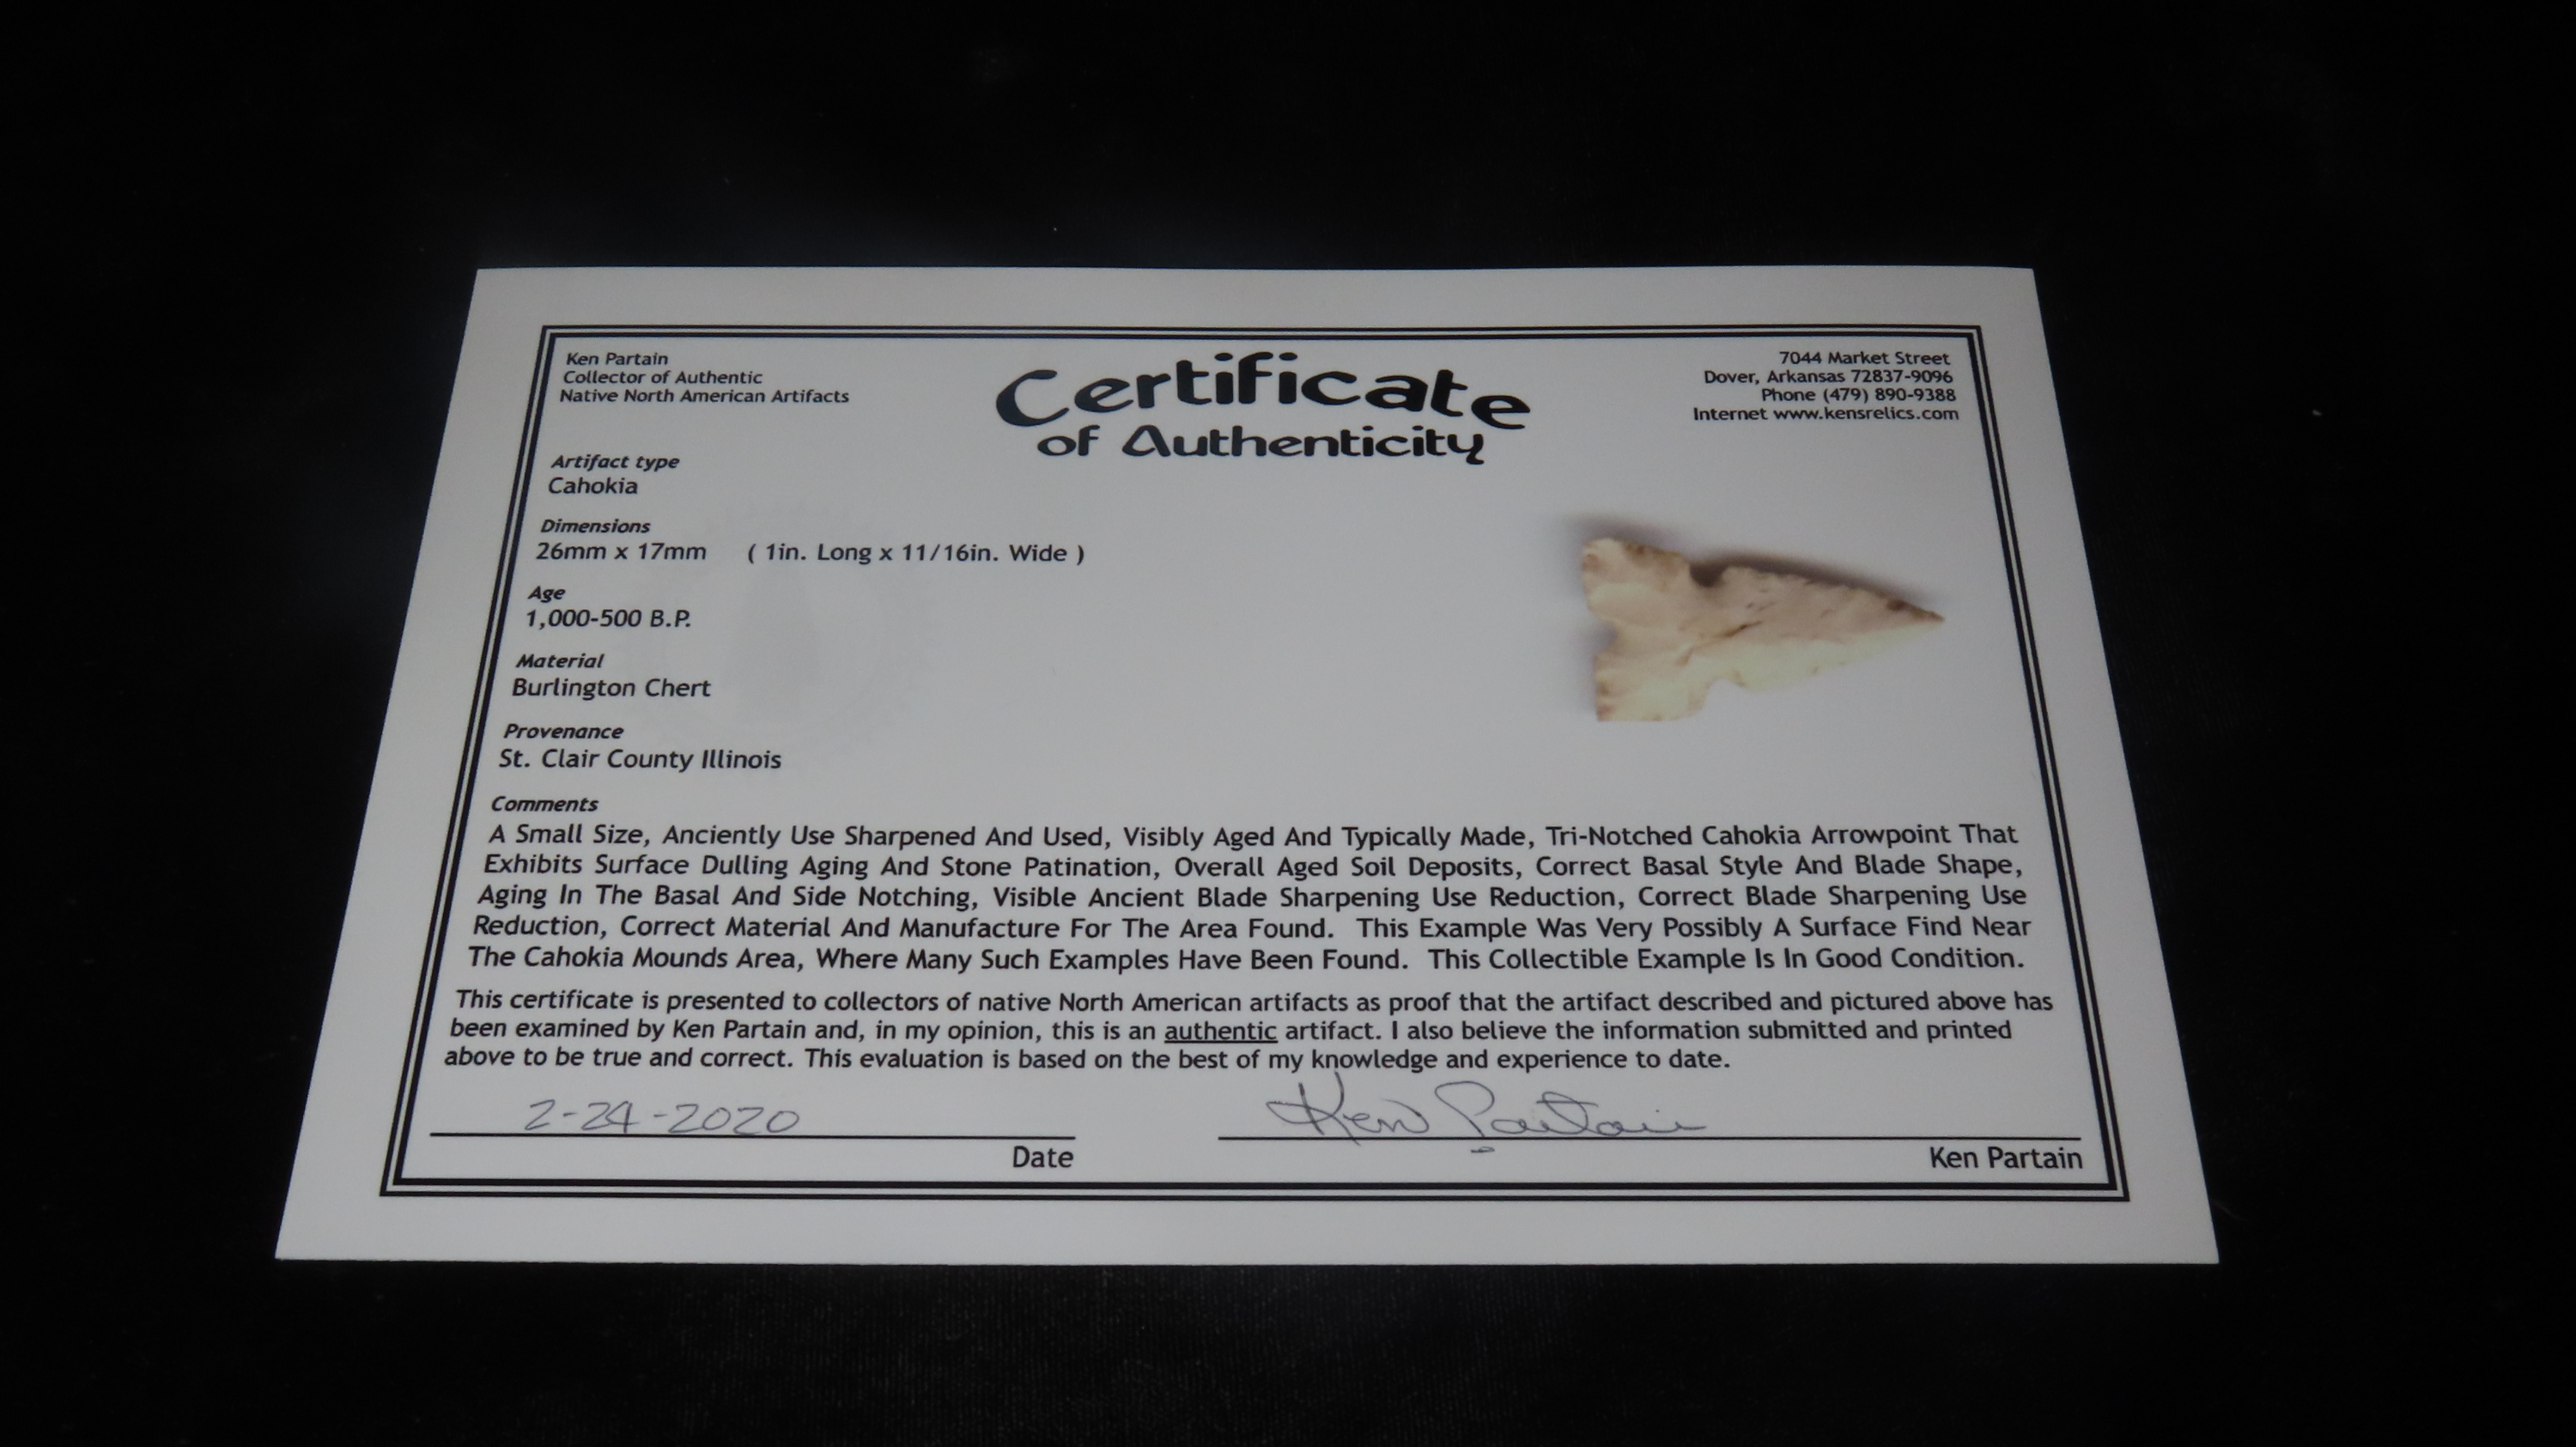 Ken Partain
Collector of Authentic
Native North American Artifacts
Certificate
of Authenticity
7044 Market Street
Dover, Arkansas 72837-9096
Phone (479) 890-9388
Internet www.kensrelics.com
Artifact type
Cahokia
Dimensions
26mm x 17mm ( 1in. Long x 11/16in. Wide )
Age
1,000-500 B.P.
Material
Burlington Chert
Provenance
St. Clair County Illinois
Comments
A Small Size, Anciently Use Sharpened And Used, Visibly Aged And Typically Made, Tri-Notched Cahokia Arrowpoint That
Exhibits Surface Dulling Aging And Stone Patination, Overall Aged Soil Deposits, Correct Basal Style And Blade Shape,
Aging In The Basal And Side Notching, Visible Ancient Blade Sharpening Use Reduction, Correct Blade Sharpening Use
Reduction, Correct Material And Manufacture For The Area Found. This Example Was Very Possibly A Surface Find Near
The Cahokia Mounds Area, Where Many Such Examples Have Been Found. This Collectible Example Is In Good Condition.
This certificate is presented to collectors of native North American artifacts as proof that the artifact described and pictured above has
been examined by Ken Partain and, in my opinion, this is an authentic artifact. I also believe the information submitted and printed
above to be true and correct. This evaluation is based on the best of my knowledge and experience to date.
2-24-2020
Ken Partain
Date
Ken Partain